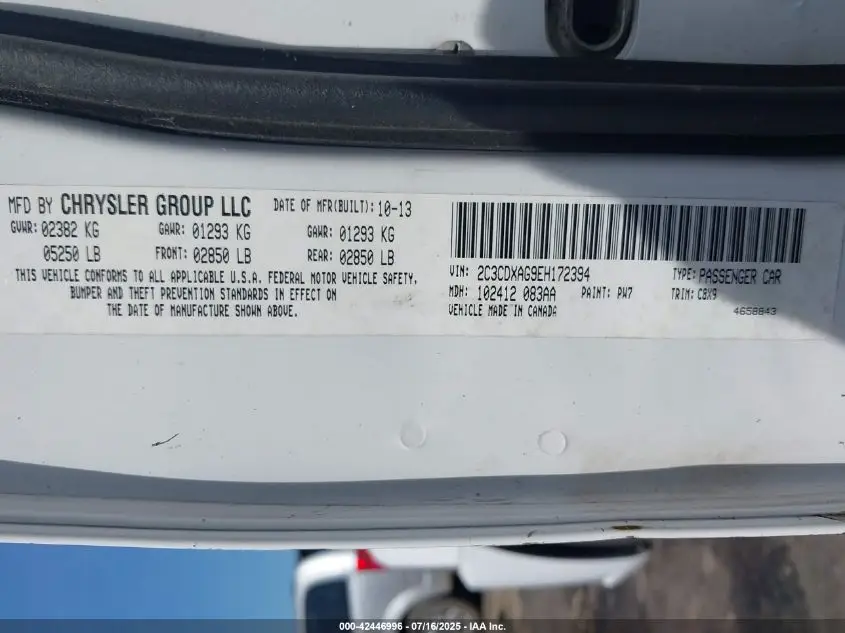 MFD BY CHRYSLER GROUP LLC DATE OF MFR(BUILT): 10-13
GVWR: 02382 KG GAWR: 01293 KG GAWR: 01293 KG
05250 LB FRONT: 02850 LB REAR: 02850 LB
THIS VEHICLE CONFORMS TO ALL APPLICABLE U.S.A. FEDERAL MOTOR VEHICLE SAFETY,
BUMPER AND THEFT PREVENTION STANDARDS IN EFFECT ON
THE DATE OF MANUFACTURE SHOWN ABOVE.
VIN: 2C3CDXAG9EH172394 TYPE: PASSENGER CAR
MDH: 102412 083AA PAINT: PW7 TRIM: C8X9
VEHICLE MADE IN CANADA 4658843
000-42446996 - 07/16/2025 - IAA, Inc.